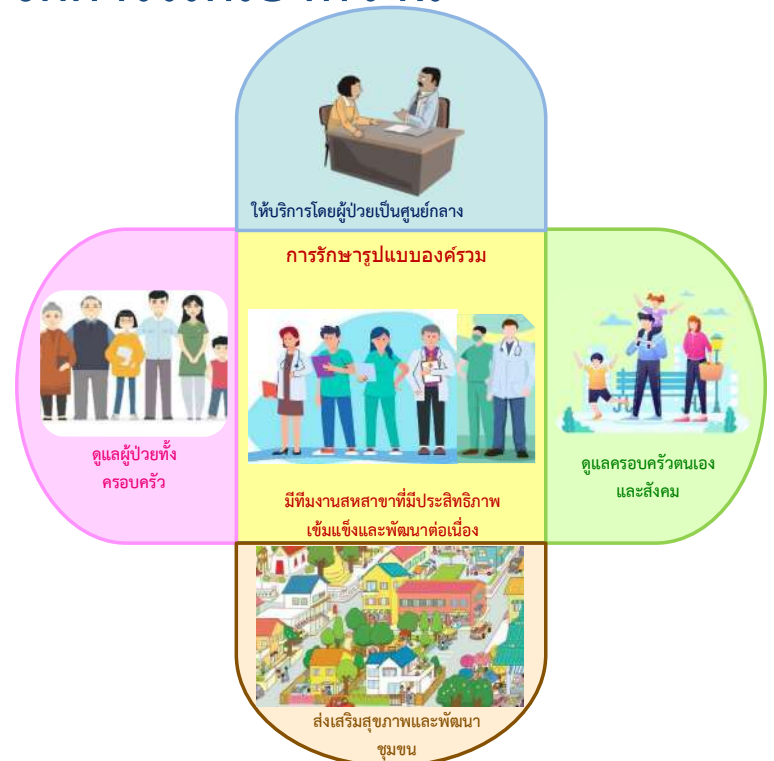 ให้บริการโดยผู้ป่วยเป็นศูนย์กลาง
การรักษารูปแบบองค์รวม
ดูแลผู้ป่วยทั้ง
ครอบครัว
มีทีมงานสหสาขาที่มีประสิทธิภาพ
เข้มแข็งและพัฒนาต่อเนื่อง
ดูแลครอบครัวตนเอง
และสังคม
ส่งเสริมสุขภาพและพัฒนา
ชุมขน